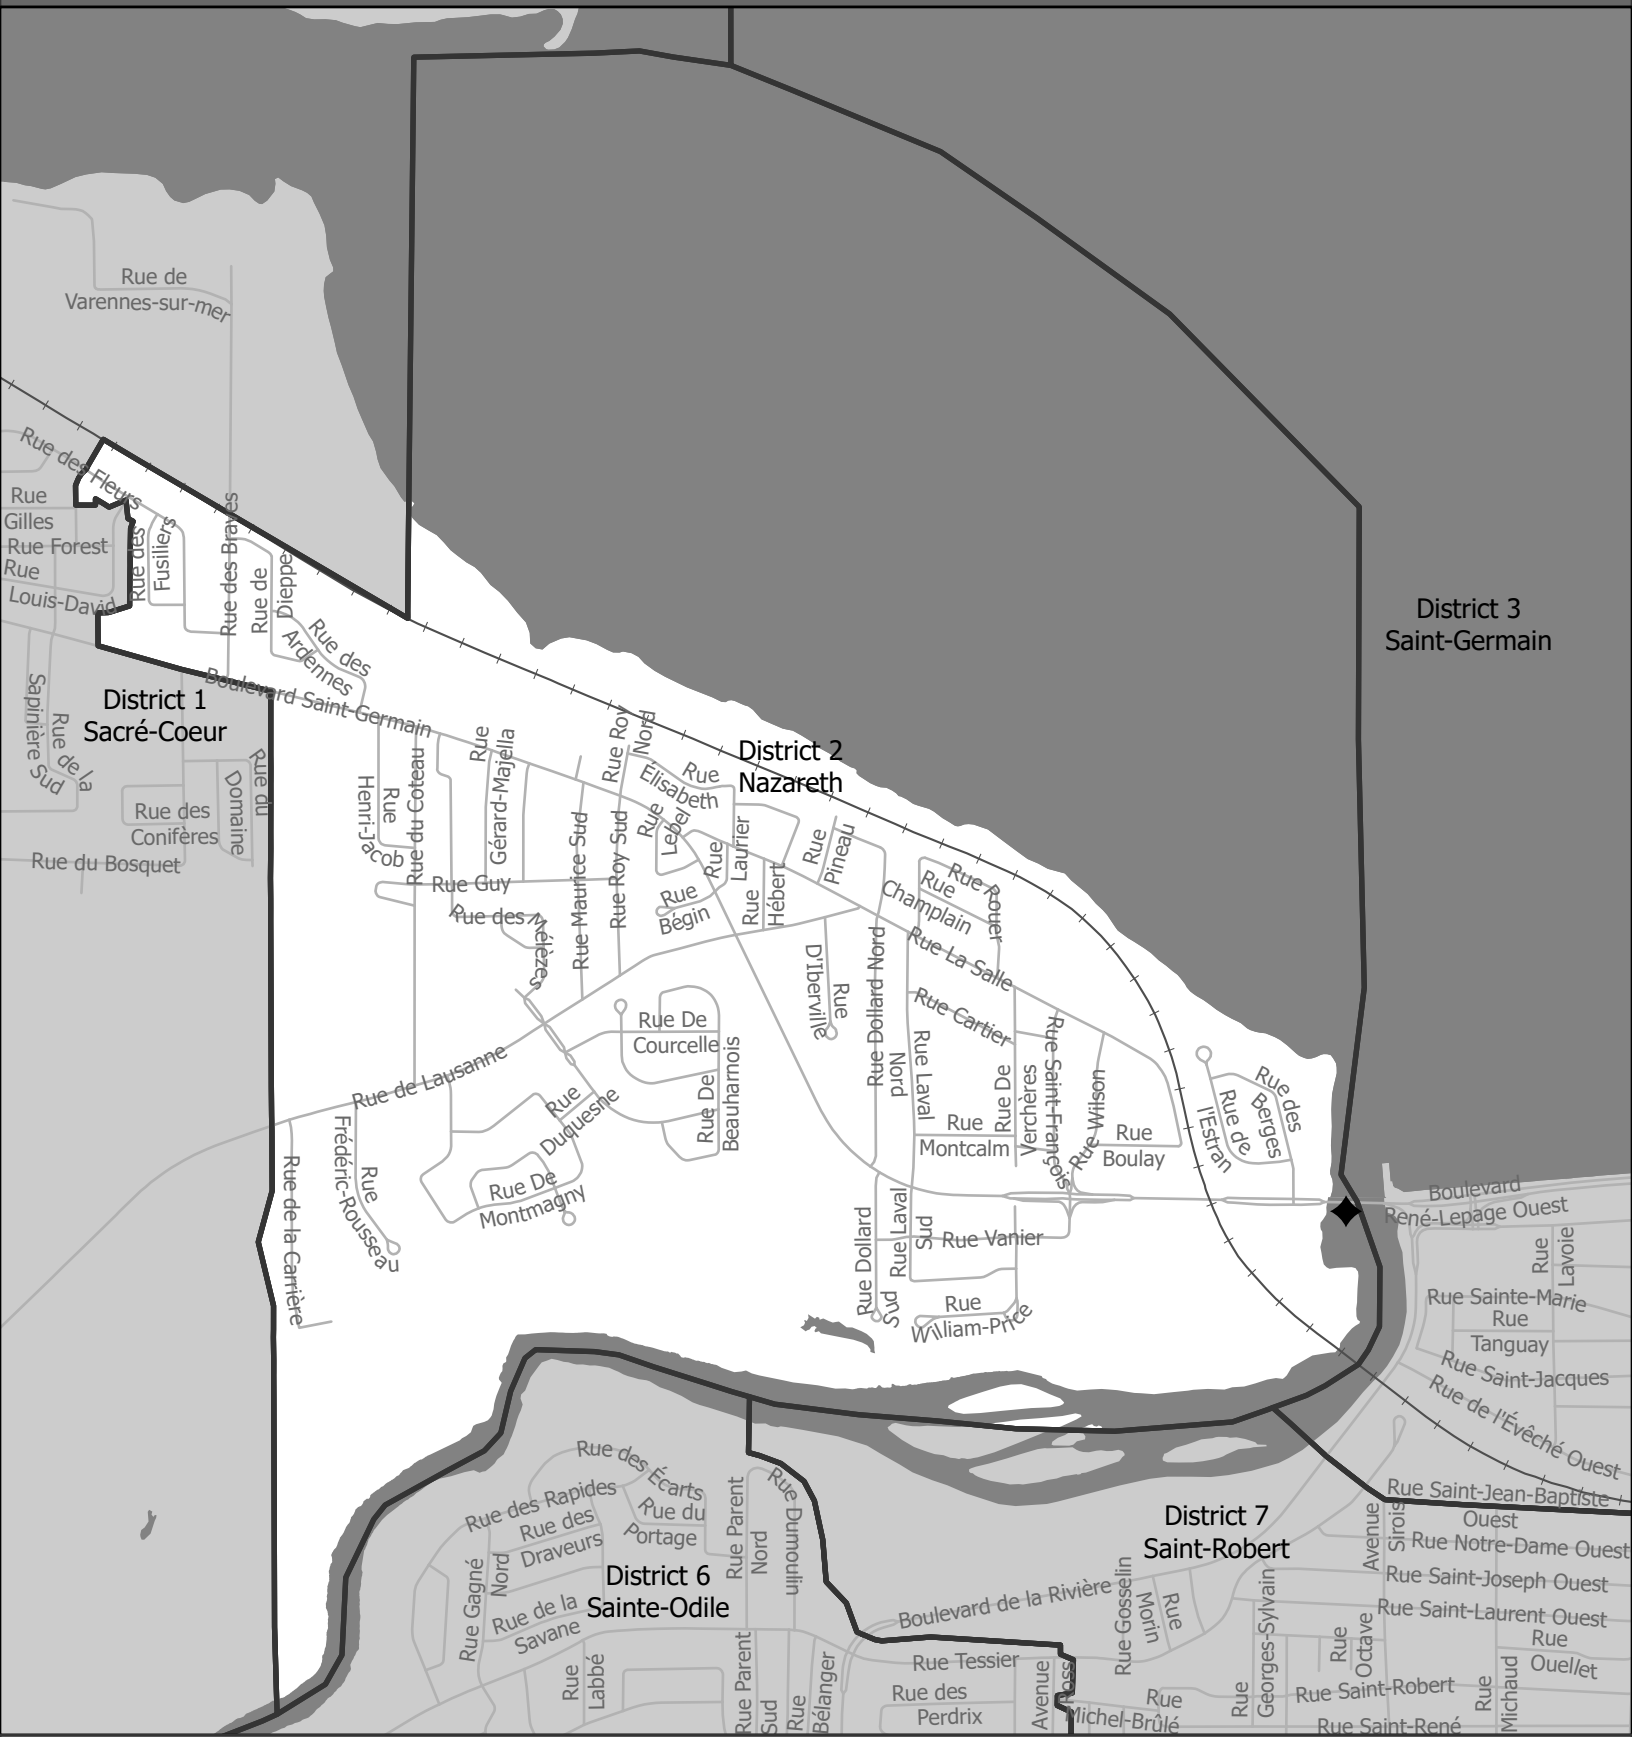 Rue de
Varennes-sur-mer
Rue des Fleurs
Rue
Gilles
Rue Forest
Rue
Louis-David
Rue des
Fusiliers
Rue des Braves
Rue de
Dieppe
Rue des
Ardennes
Boulevard Saint-Germain
District 1
Sacré-Coeur
Rue de la
Sapinière Sud
Rue des
Conifères
Rue du
Domaine
Rue du Bosquet
District 3
Saint-Germain
District 2
Nazareth
Rue
Henri-Jacob
Rue du Coteau
Rue
Gérard-Majella
Rue Roy
Nord
Rue
Élisabeth
Rue
Lebel
Rue Maurice Sud
Rue Roy Sud
Rue
Laurier
Rue
Pineau
Rue Guy
Rue des Mélèzes
Rue
Bégin
Rue
Hébert
Rue
Champlain
Rue Rouer
Rue La Salle
Rue
D'Iberville
Rue Dollard Nord
Rue Cartier
Rue De
Courcelle
Rue De
Beauharnois
Rue de Lausanne
Rue
Duquesne
Rue De
Montmagny
Rue
Frédéric-Rousseau
Rue de la Carrière
Rue Laval
Nord
Rue De
Verchères
Rue Saint-François
Rue Wilson
Rue
Montcalm
Rue
Boulay
Rue de
l'Estran
Rue des
Berges
Rue Dollard
Sud
Rue Laval
Sud
Rue Vanier
Rue
William-Price
Boulevard
René-Lepage Ouest
Rue
Lavoie
Rue Sainte-Marie
Rue
Tanguay
Rue Saint-Jacques
Rue de l'Évêché Ouest
Rue Saint-Jean-Baptiste
Ouest
Avenue
Sirois
Rue Notre-Dame Ouest
Rue Saint-Joseph Ouest
Rue Saint-Laurent Ouest
Rue
Ouellet
District 7
Saint-Robert
District 6
Sainte-Odile
Rue des Écarts
Rue des Rapides
Rue du
Portage
Rue des
Draveurs
Rue Parent
Nord
Rue Dumoulin
Rue Gagné
Nord
Rue de la
Savane
Rue
Labbé
Rue Parent
Sud
Rue
Bélanger
Boulevard de la Rivière
Rue Tessier
Rue des
Perdrix
Avenue
Ross
Rue Gosselin
Rue
Morin
Rue
Michel-Brûlé
Rue
Georges-Sylvain
Rue
Octave
Rue Saint-Robert
Rue
Michaud
Rue Saint-René